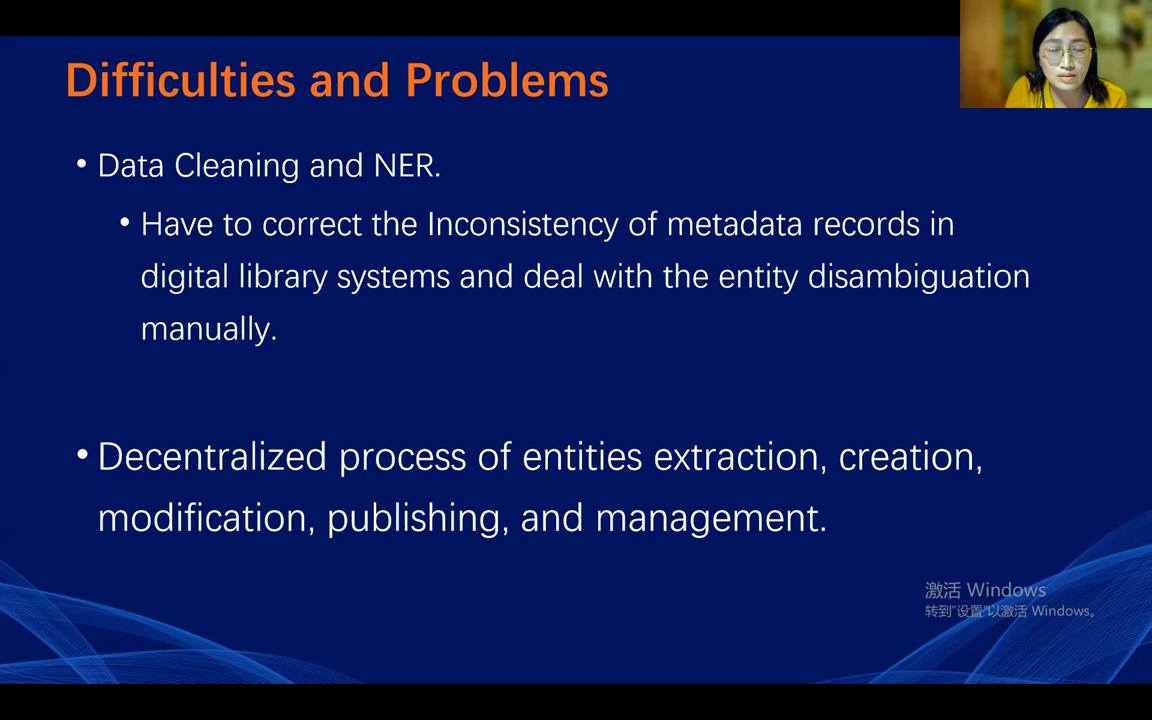 Difficulties and Problems
• Data Cleaning and NER.
• Have to correct the Inconsistency of metadata records in
digital library systems and deal with the entity disambiguation
manually.
• Decentralized process of entities extraction, creation,
modification, publishing, and management.
激活 Windows
转到"设置"以激活 Windows。